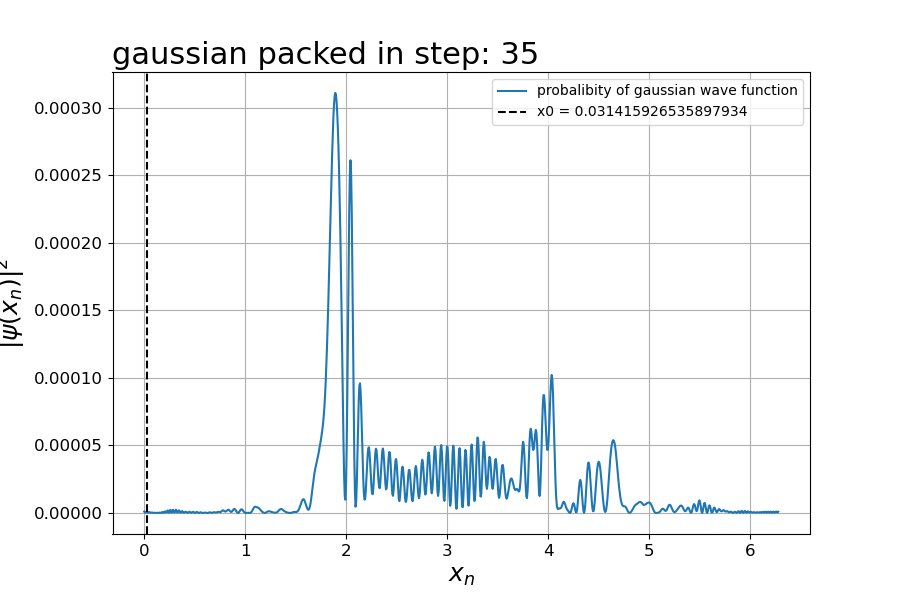 gaussian packed in step: 35
probalibity of gaussian wave function
x0 = 0.031415926535897934
0.00030
0.00025
0.00020
0.00015
0.00010
0.00005
0.00000
|ψ(xₙ)|²
0 1 2 3 4 5 6
xₙ